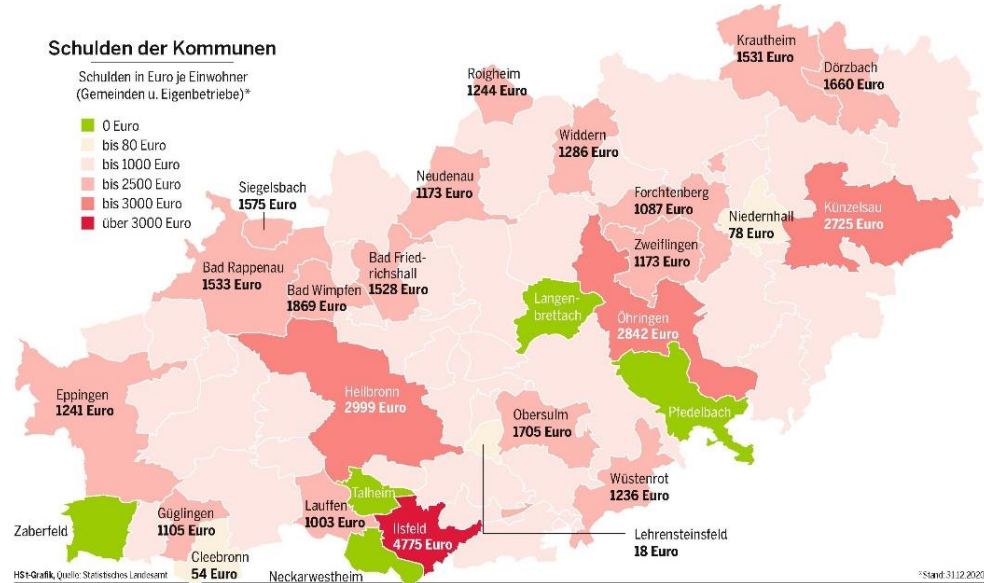 Schulden der Kommunen
Schulden in Euro je Einwohner
(Gemeinden u. Eigenbetriebe)*
0 Euro
bis 80 Euro
bis 1000 Euro
bis 2500 Euro
bis 3000 Euro
über 3000 Euro
Krautheim
1531 Euro
Dörzbach
1660 Euro
Roigheim
1244 Euro
Widdern
1286 Euro
Neudenau
1173 Euro
Siegelsbach
1575 Euro
Forchtenberg
1087 Euro
Niedernhall
78 Euro
Künzelsau
2725 Euro
Zweiflingen
1173 Euro
Bad Rappenau
1533 Euro
Bad Fried-
richshall
1528 Euro
Bad Wimpfen
1869 Euro
Langen-
brettach
Öhringen
2842 Euro
Eppingen
1241 Euro
Heilbronn
2999 Euro
Obersulm
1705 Euro
Pfedelbach
Wüstenrot
1236 Euro
Talheim
Lauffen
1003 Euro
Ilsfeld
4775 Euro
Güglingen
1105 Euro
Zaberfeld
Lehrensteinsfeld
18 Euro
Cleebronn
54 Euro
Neckarwestheim
HSt-Grafik, Quelle: Statistisches Landesamt
*Stand: 31.12.2020